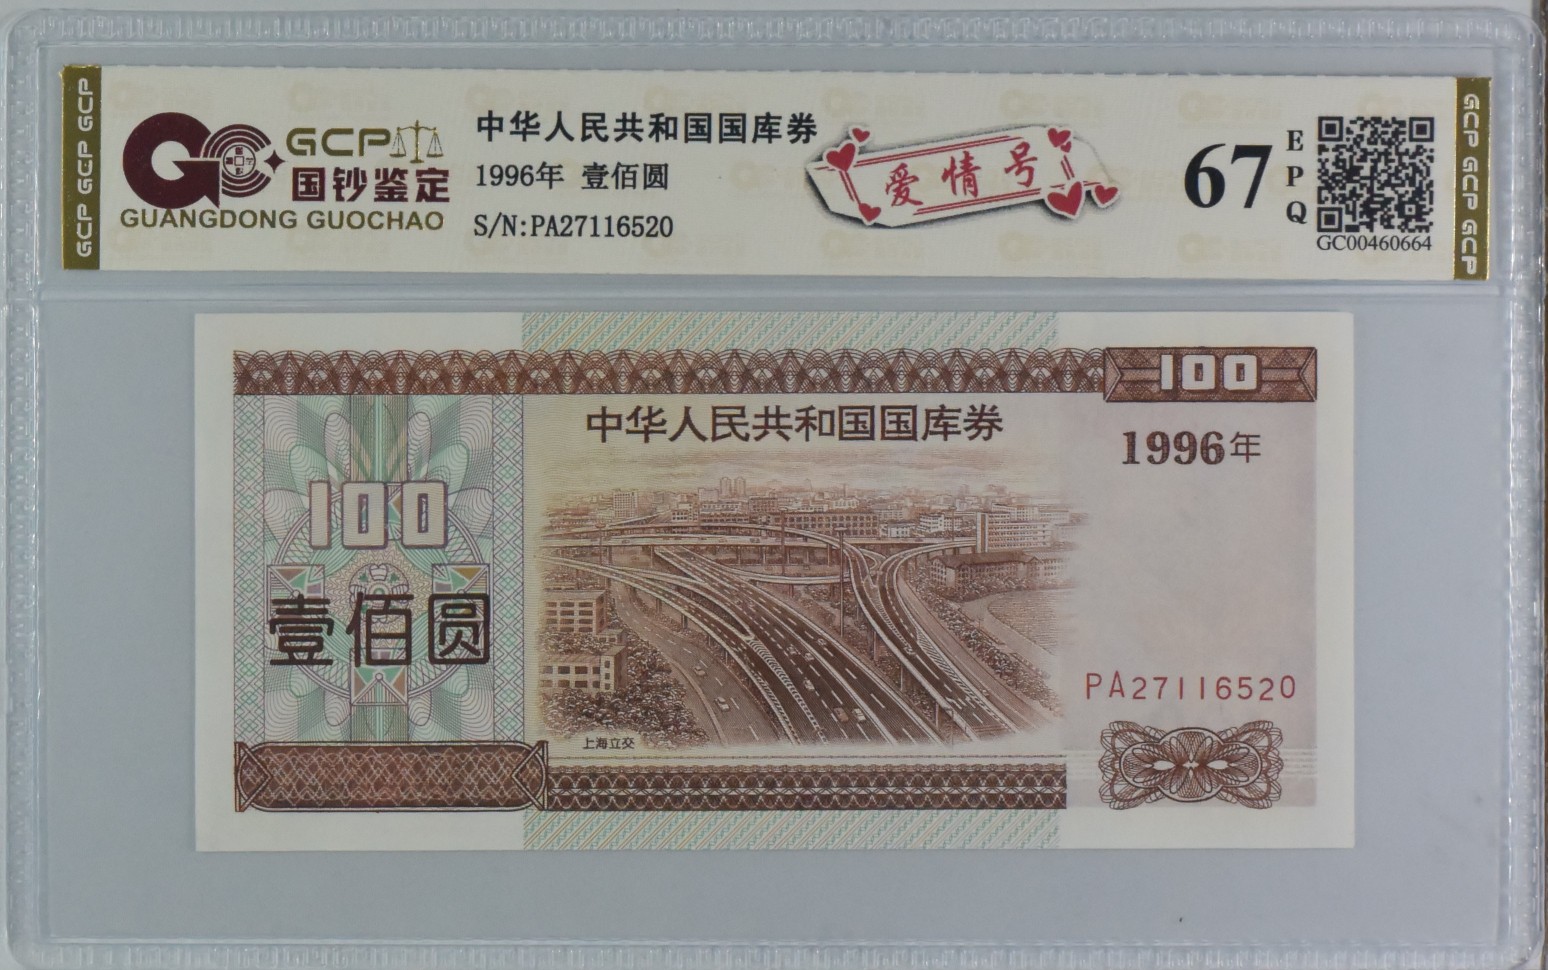 GCP GCP GCP
GCP
国钞鉴定
GUANGDONG GUOCHAO
中华人民共和国国库券
1996年 壹佰圆
S/N:PA27116520
爱情号
67
EPQ
GC00460664
GCP GCP GCP
100
中华人民共和国国库券
1996年
100
壹佰圆
PA27116520
上海立交